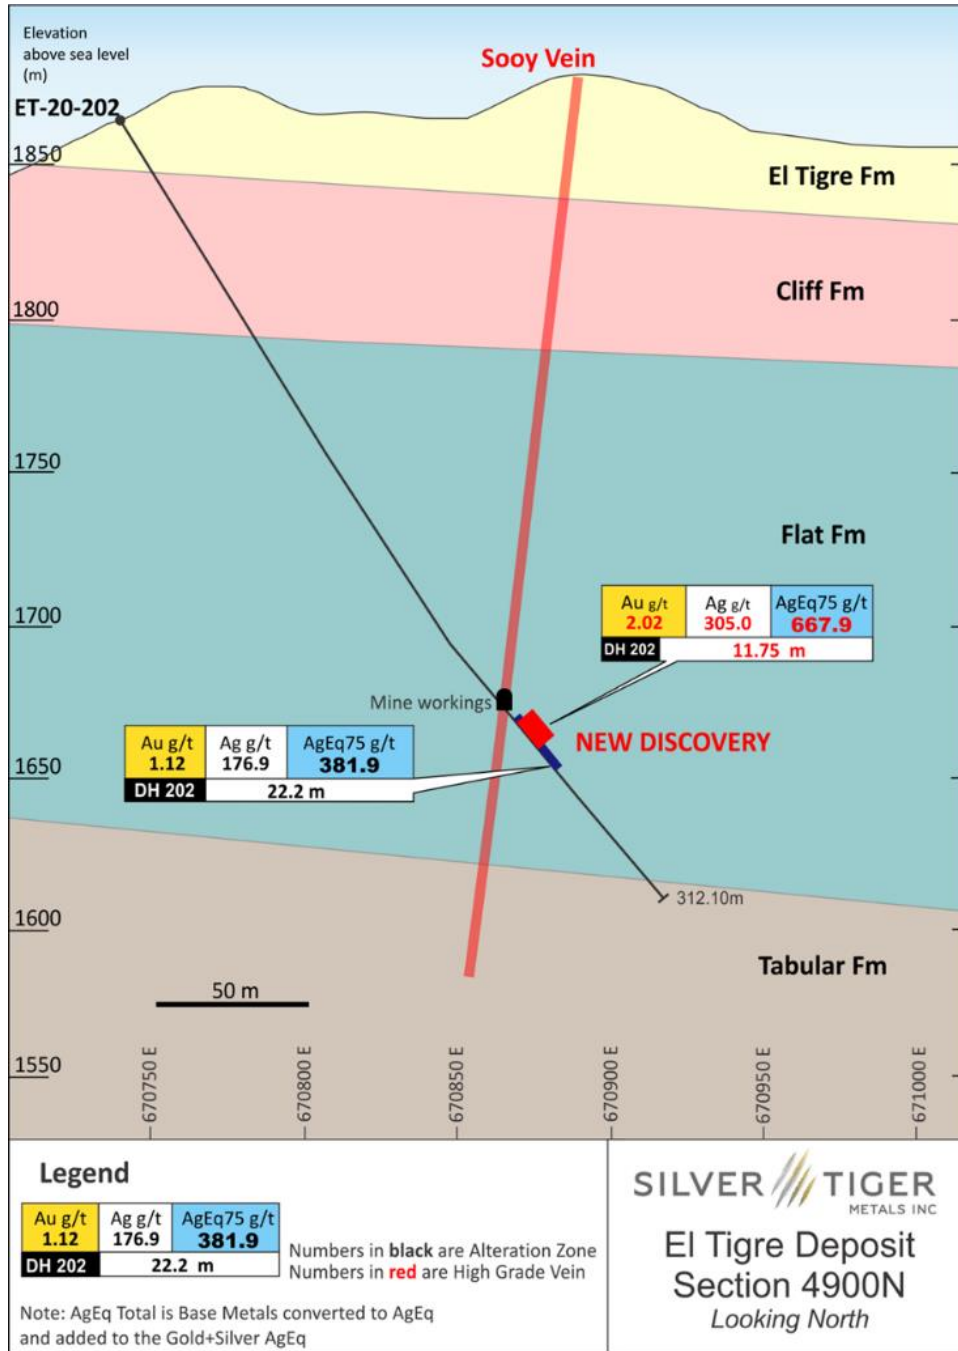 Elevation
above sea level
(m)
Sooy Vein
ET-20-202
1850
El Tigre Fm
Cliff Fm
1800
1750
Flat Fm
1700
Au g/t Ag g/t AgEq75 g/t
2.02 305.0 667.9
DH 202 11.75 m
Mine workings
NEW DISCOVERY
Au g/t Ag g/t AgEq75 g/t
1.12 176.9 381.9
DH 202 22.2 m
1650
312.10m
1600
Tabular Fm
50 m
1550
670750 E
670800 E
670850 E
670900 E
670950 E
671000 E
Legend
Au g/t Ag g/t AgEq75 g/t
1.12 176.9 381.9
DH 202 22.2 m
Numbers in black are Alteration Zone
Numbers in red are High Grade Vein
Note: AgEq Total is Base Metals converted to AgEq
and added to the Gold+Silver AgEq
SILVER TIGER
METALS INC
El Tigre Deposit
Section 4900N
Looking North